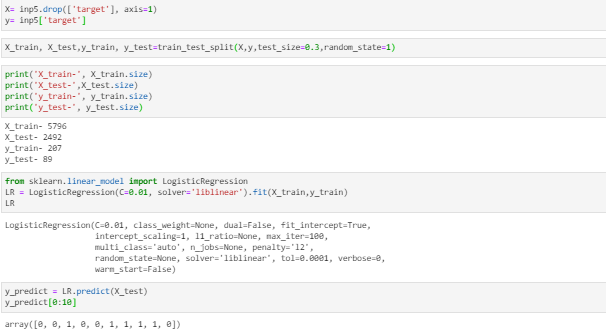 X= inp5.drop(['target'], axis=1)
y= inp5['target']
X_train, X_test,y_train, y_test=train_test_split(X,y,test_size=0.3,random_state=1)
print('X_train-', X_train.size)
print('X_test-',X_test.size)
print('y_train-', y_train.size)
print('y_test-', y_test.size)
X_train- 5796
X_test- 2492
y_train- 207
y_test- 89
from sklearn.linear_model import LogisticRegression
LR = LogisticRegression(C=0.01, solver='liblinear').fit(X_train,y_train)
LR
LogisticRegression(C=0.01, class_weight=None, dual=False, fit_intercept=True,
intercept_scaling=1, l1_ratio=None, max_iter=100,
multi_class='auto', n_jobs=None, penalty='l2',
random_state=None, solver='liblinear', tol=0.0001, verbose=0,
warm_start=False)
y_predict = LR.predict(X_test)
y_predict[0:10]
array([0, 0, 1, 0, 0, 1, 1, 1, 1, 0])